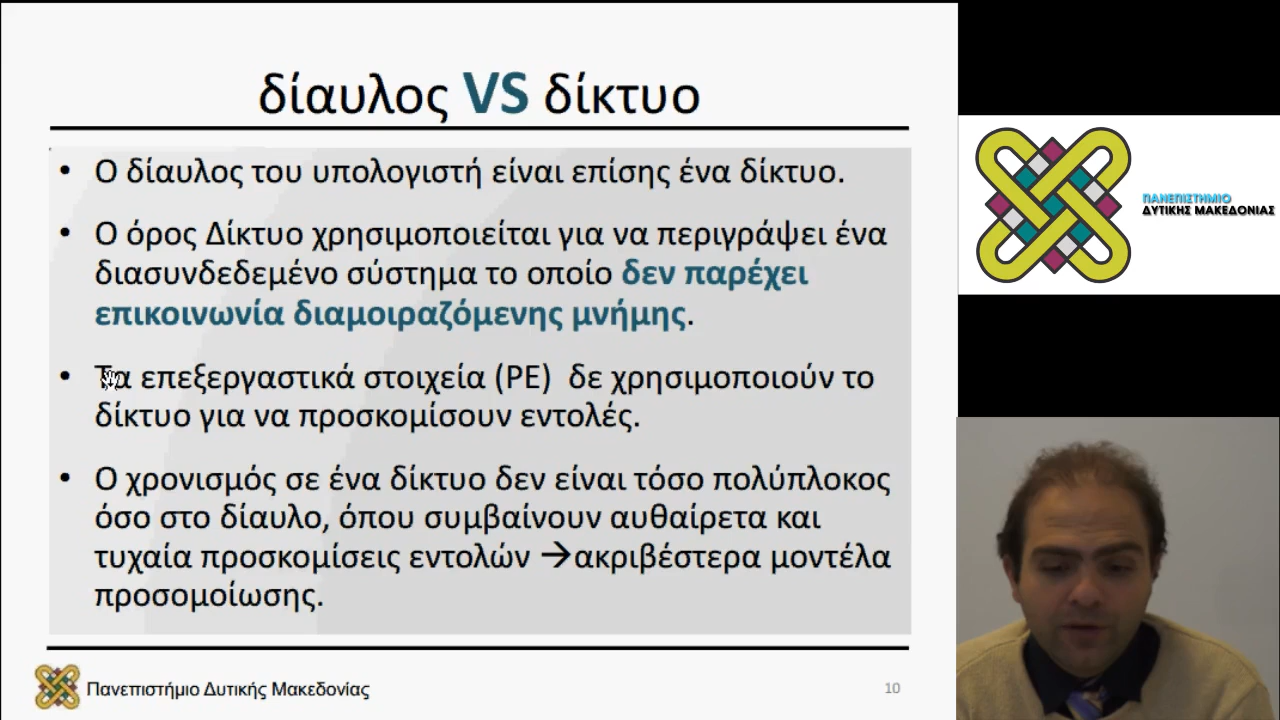 δίαυλος VS δίκτυο
• Ο δίαυλος του υπολογιστή είναι επίσης ένα δίκτυο.
• Ο όρος Δίκτυο χρησιμοποιείται για να περιγράψει ένα
διασυνδεδεμένο σύστημα το οποίο δεν παρέχει
επικοινωνία διαμοιραζόμενης μνήμης.
• Τα επεξεργαστικά στοιχεία (PE) δε χρησιμοποιούν το
δίκτυο για να προσκομίσουν εντολές.
• Ο χρονισμός σε ένα δίκτυο δεν είναι τόσο πολύπλοκος
όσο στο δίαυλο, όπου συμβαίνουν αυθαίρετα και
τυχαία προσκομίσεις εντολών →ακριβέστερα μοντέλα
προσομοίωσης.
Πανεπιστήμιο Δυτικής Μακεδονίας
10
ΠΑΝΕΠΙΣΤΗΜΙΟ
ΔΥΤΙΚΗΣ ΜΑΚΕΔΟΝΙΑΣ